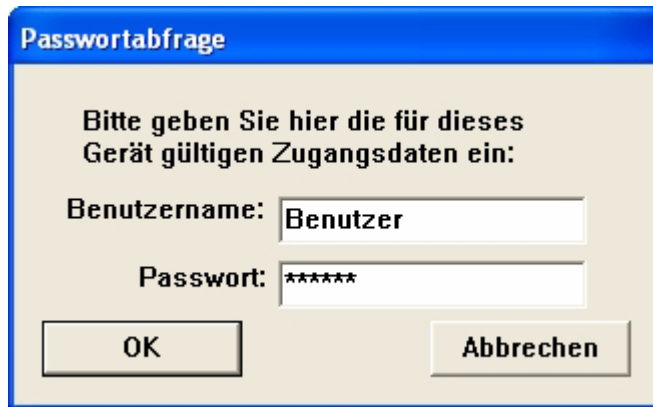 Passwortabfrage
Bitte geben Sie hier die für dieses
Gerät gültigen Zugangsdaten ein:
Benutzername: Benutzer
Passwort: ******
OK Abbrechen